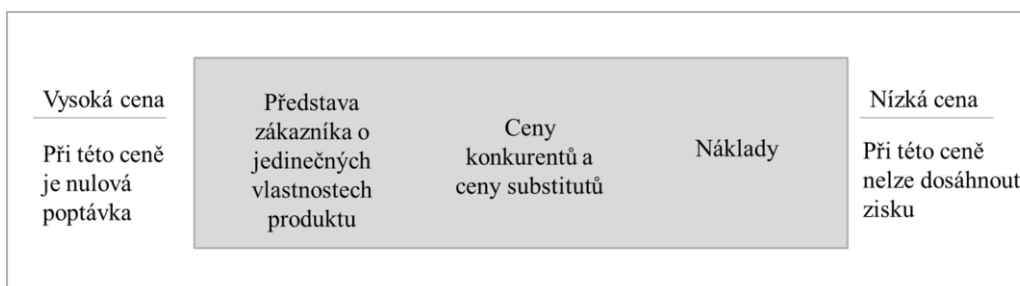 Vysoká cena
Při této ceně
je nulová
poptávka
Představa
zákazníka o
jedinečných
vlastnostech
produktu
Ceny
konkurentů a
ceny substitutů
Náklady
Nízká cena
Při této ceně
nelze dosáhnout
zisku